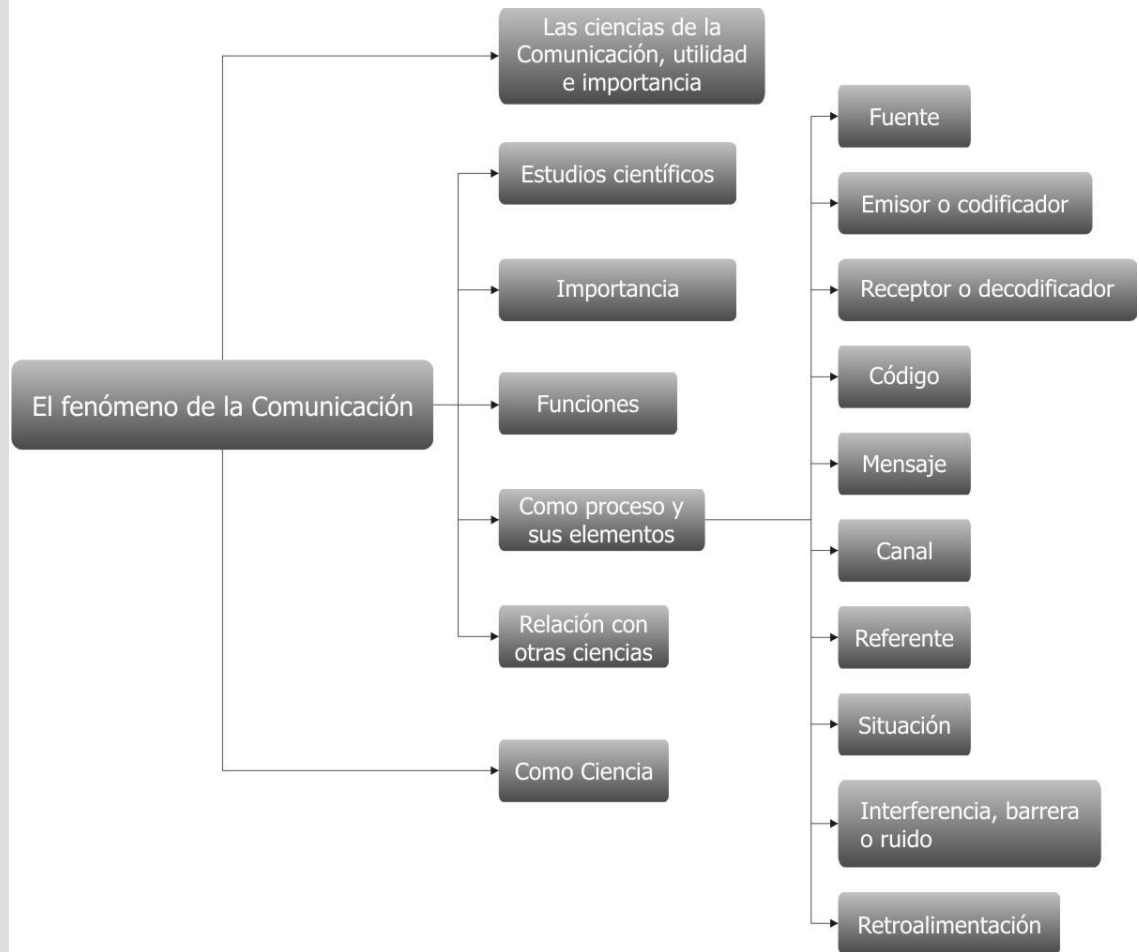 Las ciencias de la
Comunicación, utilidad
e importancia
Estudios científicos
Importancia
El fenómeno de la Comunicación
Funciones
Como proceso y
sus elementos
Relación con
otras ciencias
Como Ciencia
Fuente
Emisor o codificador
Receptor o decodificador
Código
Mensaje
Canal
Referente
Situación
Interferencia, barrera
o ruido
Retroalimentación